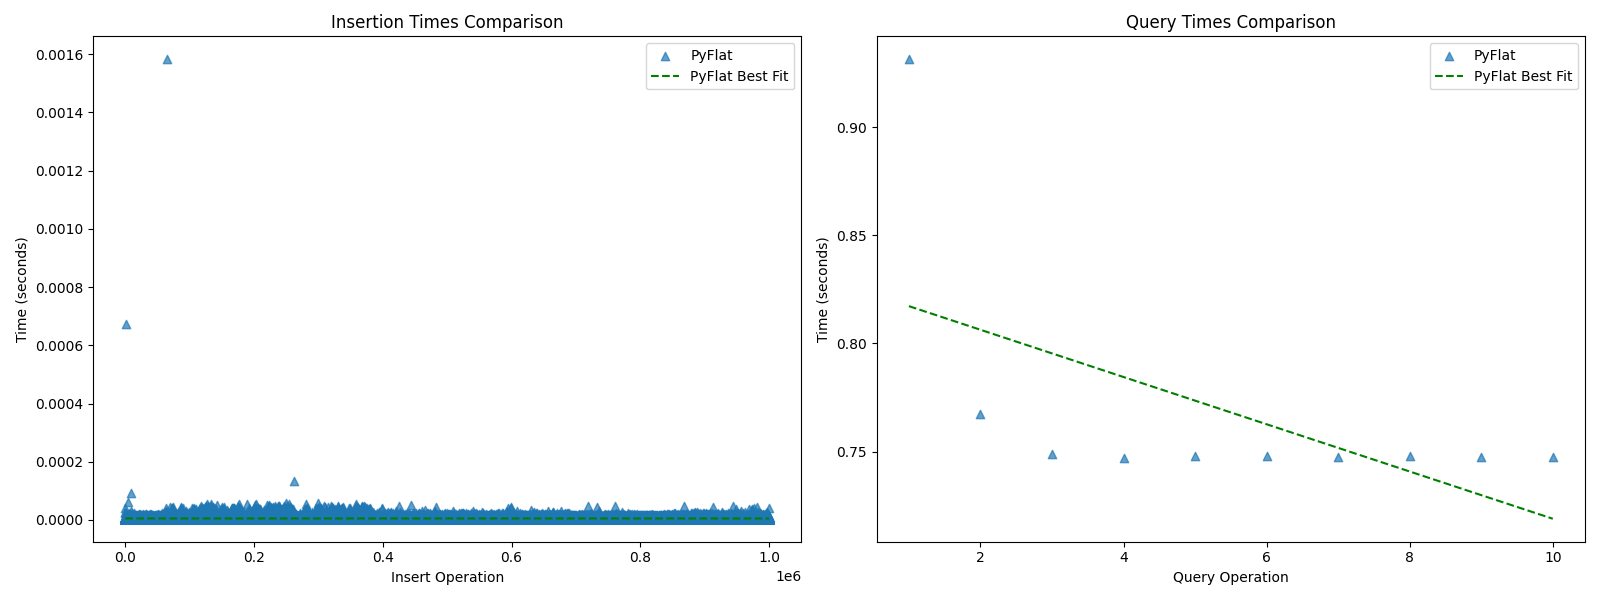 Insertion Times Comparison
PyFlat
PyFlat Best Fit
Time (seconds)
0.0016
0.0014
0.0012
0.0010
0.0008
0.0006
0.0004
0.0002
0.0000
0.0 0.2 0.4 0.6 0.8 1.0
1e6
Insert Operation
Query Times Comparison
PyFlat
PyFlat Best Fit
Time (seconds)
0.90
0.85
0.80
0.75
2 4 6 8 10
Query Operation